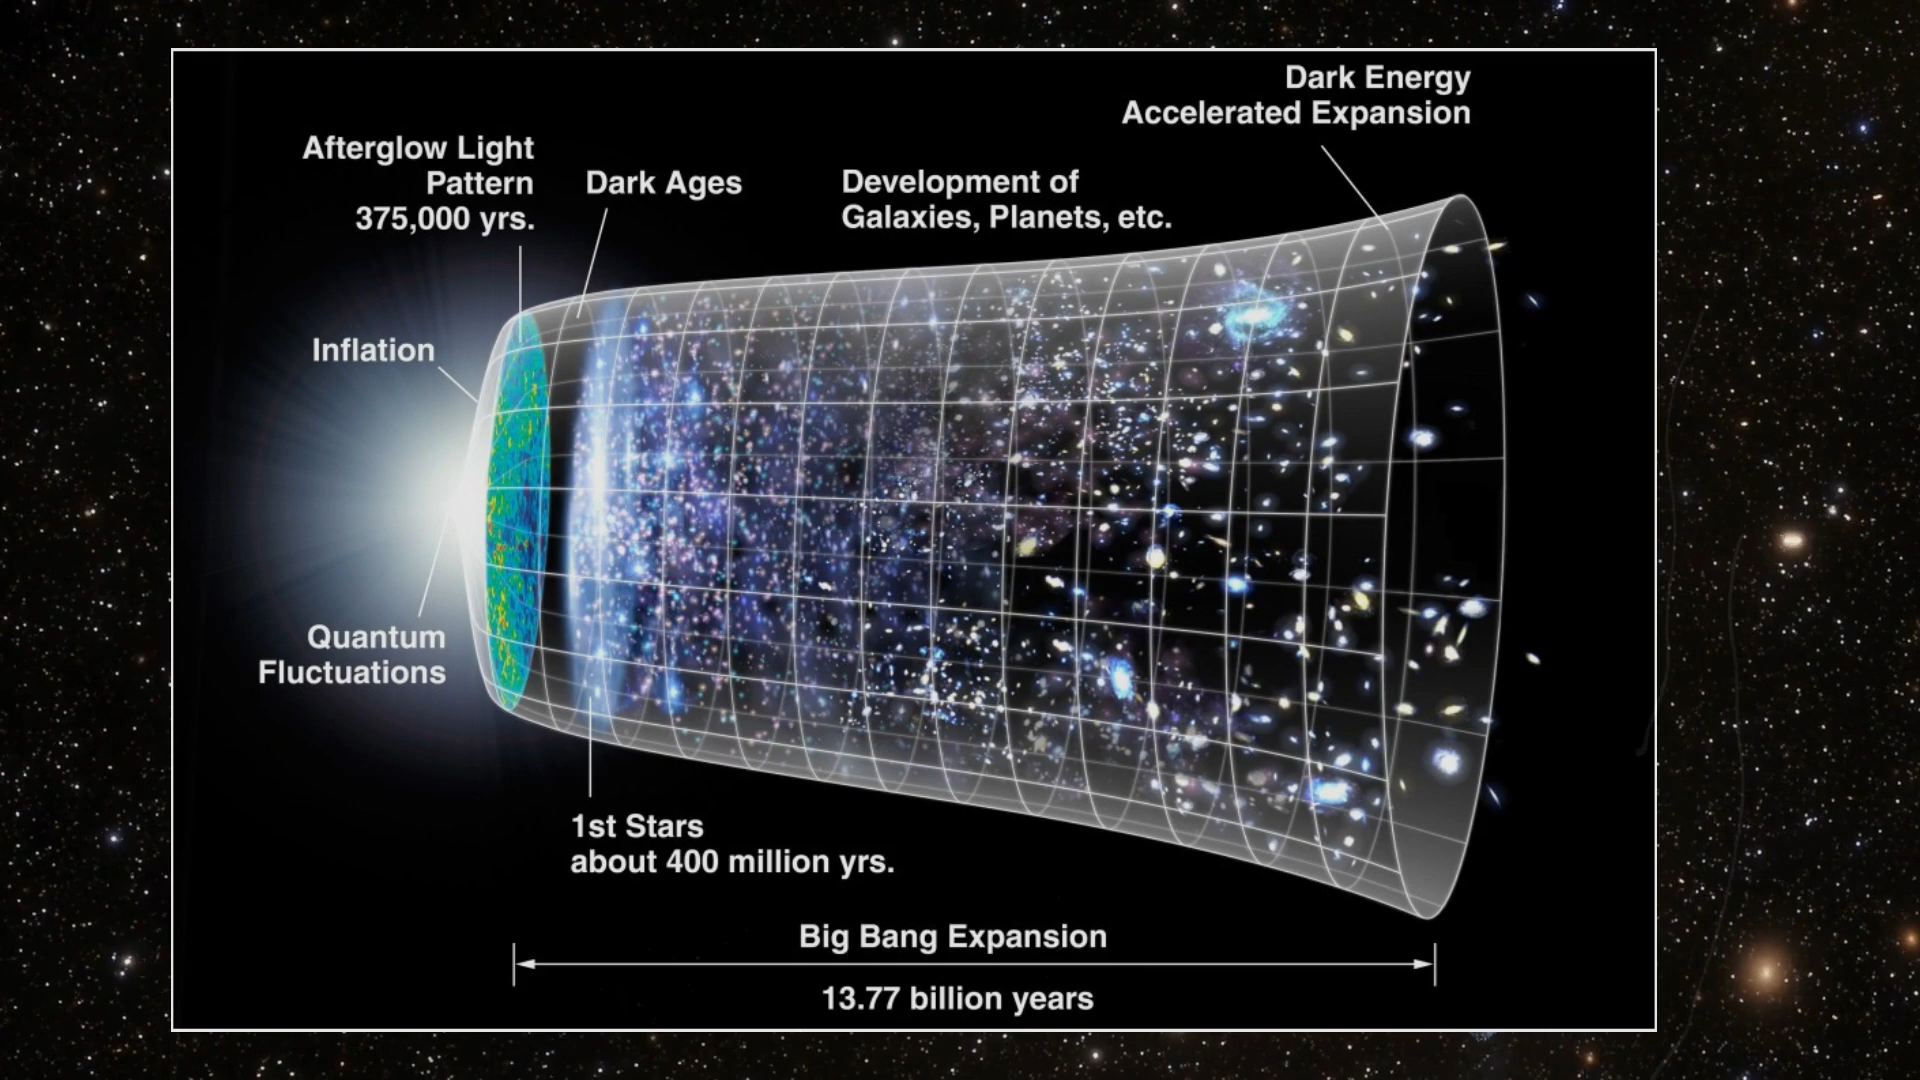 Dark Energy
Accelerated Expansion
Afterglow Light
Pattern
375,000 yrs.
Dark Ages
Development of
Galaxies, Planets, etc.
Inflation
Quantum
Fluctuations
1st Stars
about 400 million yrs.
Big Bang Expansion
13.77 billion years